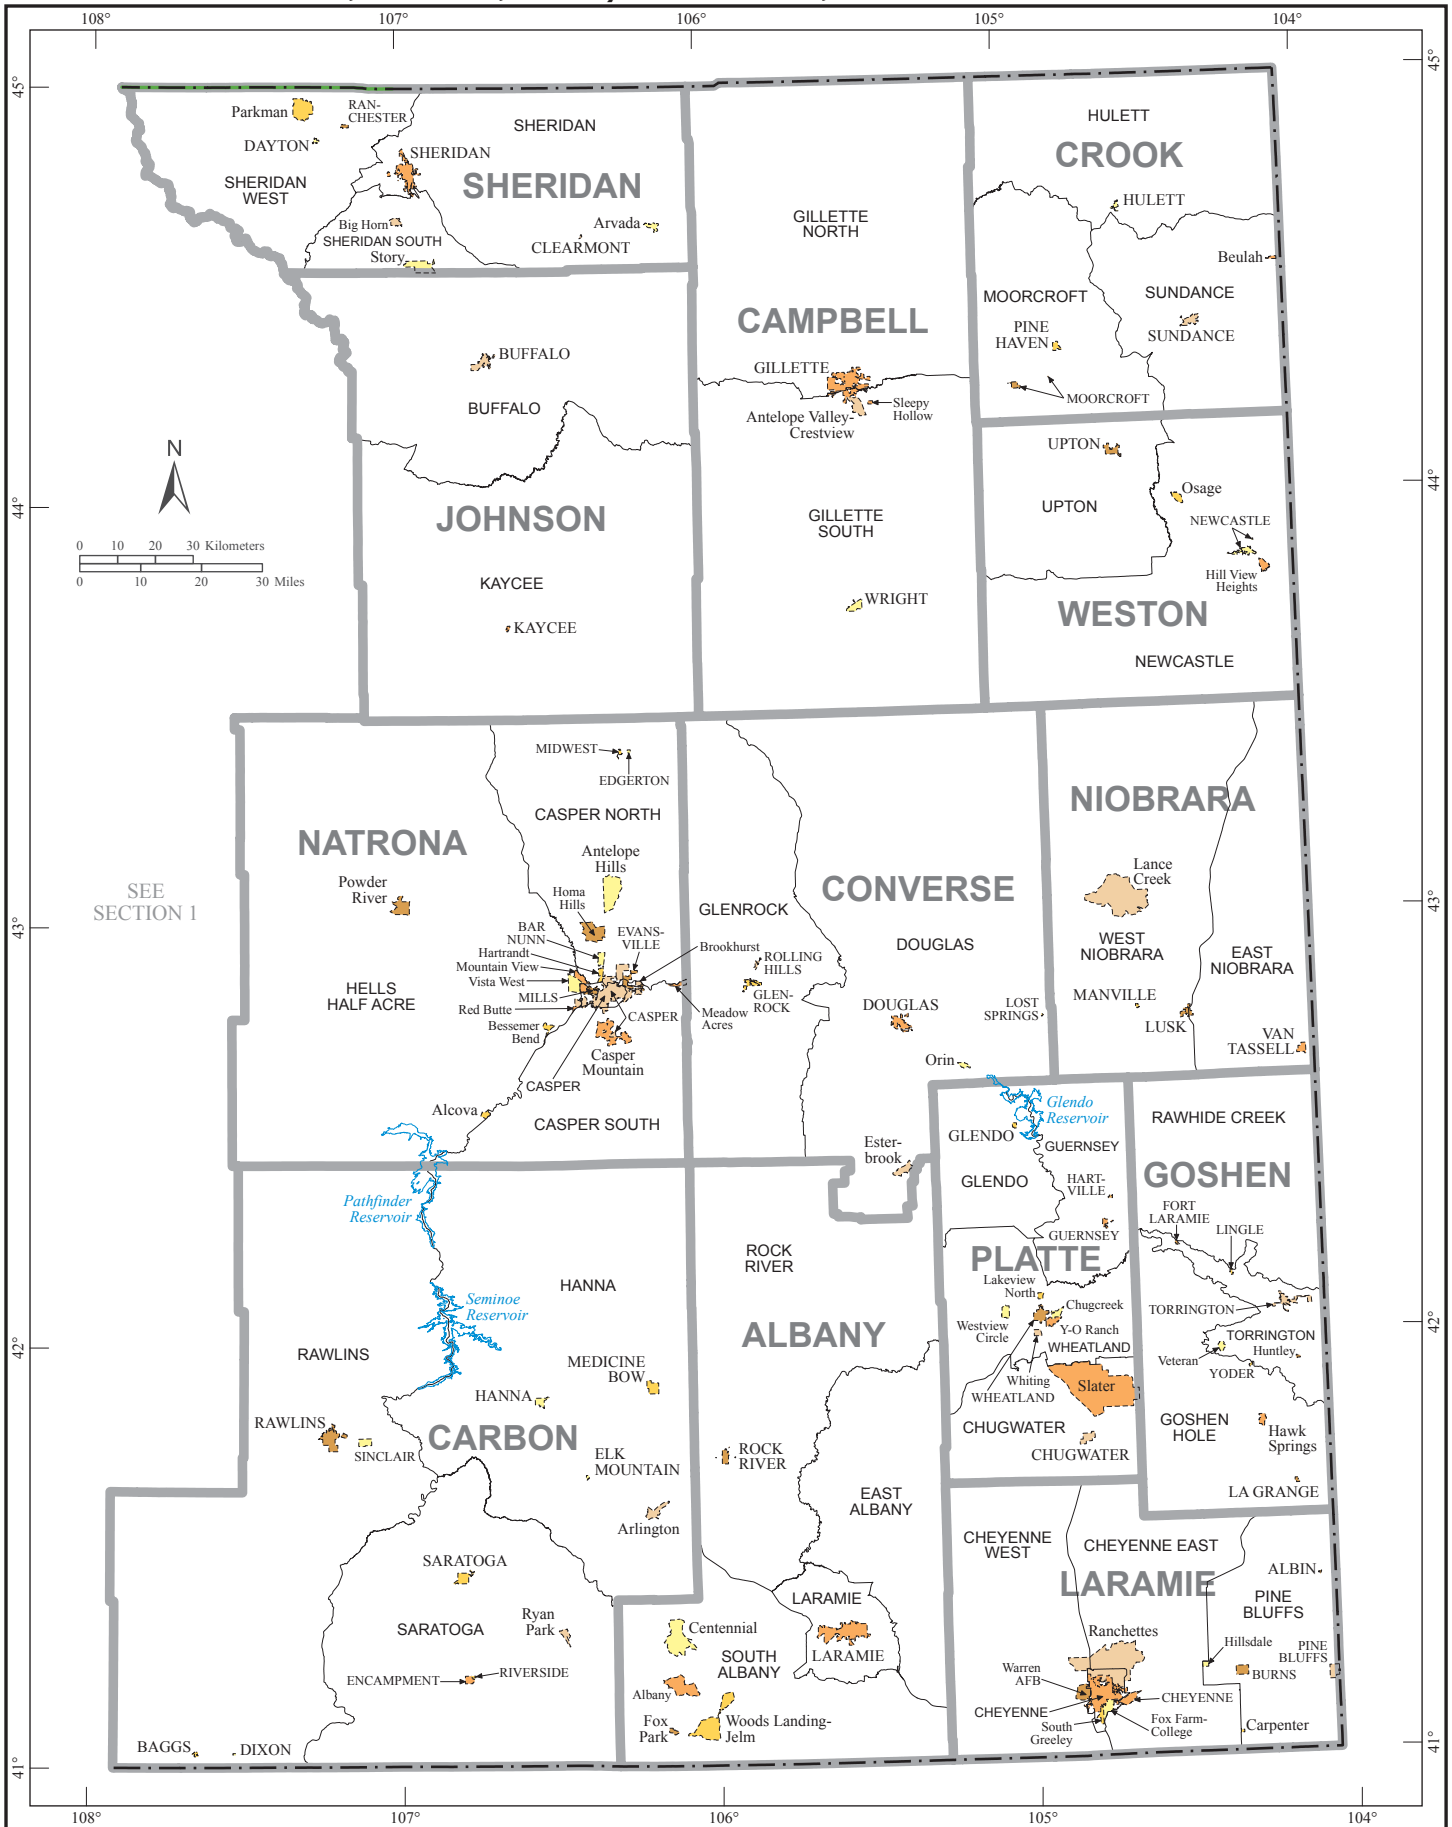 108°
107°
106°
105°
104°
45°
45°
Parkman
RAN-
CHESTER
DAYTON
SHERIDAN
WEST
SHERIDAN
SHERIDAN
SHERIDAN
Big Horn
SHERIDAN SOUTH
Story
Arvada
CLEARMONT
HULETT
CROOK
HULETT
GILLETTE
NORTH
Beulah
MOORCROFT
SUNDANCE
PINE
HAVEN
SUNDANCE
MOORCROFT
CAMPBELL
GILLETTE
Sleepy
Hollow
Antelope Valley-
Crestview
BUFFALO
BUFFALO
N
UPTON
UPTON
Osage
NEWCASTLE
Hill View
Heights
44°
44°
JOHNSON
GILLETTE
SOUTH
0 10 20 30 Kilometers
0 10 20 30 Miles
KAYCEE
KAYCEE
WRIGHT
WESTON
NEWCASTLE
MIDWEST
EDGERTON
CASPER NORTH
NATRONA
NIOBRARA
Antelope
Hills
Powder
River
Homa
Hills
CONVERSE
Lance
Creek
SEE
SECTION 1
43°
43°
BAR
NUNN
EVANS-
VILLE
Hartrandt
Mountain View
Vista West
MILLS
Red Butte
Bessemer
Bend
Brookhurst
GLENROCK
ROLLING
HILLS
GLEN-
ROCK
Meadow
Acres
CASPER
Casper
Mountain
CASPER
HELLS
HALF ACRE
Alcova
CASPER SOUTH
DOUGLAS
DOUGLAS
LOST
SPRINGS
Orin
WEST
NIOBRARA
EAST
NIOBRARA
MANVILLE
LUSK
VAN
TASSELL
Glendo
Reservoir
GLENDO
GUERNSEY
Ester-
brook
GLENDO
HART-
VILLE
GUERNSEY
RAWHIDE CREEK
GOSHEN
FORT
LARAMIE
LINGLE
Pathfinder
Reservoir
Seminoe
Reservoir
HANNA
ROCK
RIVER
PLATTE
Lakeview
North
Chugcreek
Westview
Circle
Y-O Ranch
WHEATLAND
Whiting
WHEATLAND
TORRINGTON
TORRINGTON
Huntley
Veteran
YODER
42°
42°
RAWLINS
ALBANY
MEDICINE
BOW
HANNA
Slater
RAWLINS
SINCLAIR
CARBON
ELK
MOUNTAIN
ROCK
RIVER
CHUGWATER
CHUGWATER
GOSHEN
HOLE
Hawk
Springs
LA GRANGE
Arlington
EAST
ALBANY
CHEYENNE
WEST
CHEYENNE EAST
LARAMIE
ALBIN
PINE
BLUFFS
SARATOGA
SARATOGA
Ryan
Park
ENCAMPMENT
RIVERSIDE
LARAMIE
LARAMIE
Centennial
SOUTH
ALBANY
Albany
Fox
Park
Woods Landing-
Jelm
Ranchettes
Warren
AFB
CHEYENNE
CHEYENNE
South
Greeley
Fox Farm-
College
Hillsdale
BURNS
PINE
BLUFFS
Carpenter
BAGGS
DIXON
41°
41°
108°
107°
106°
105°
104°